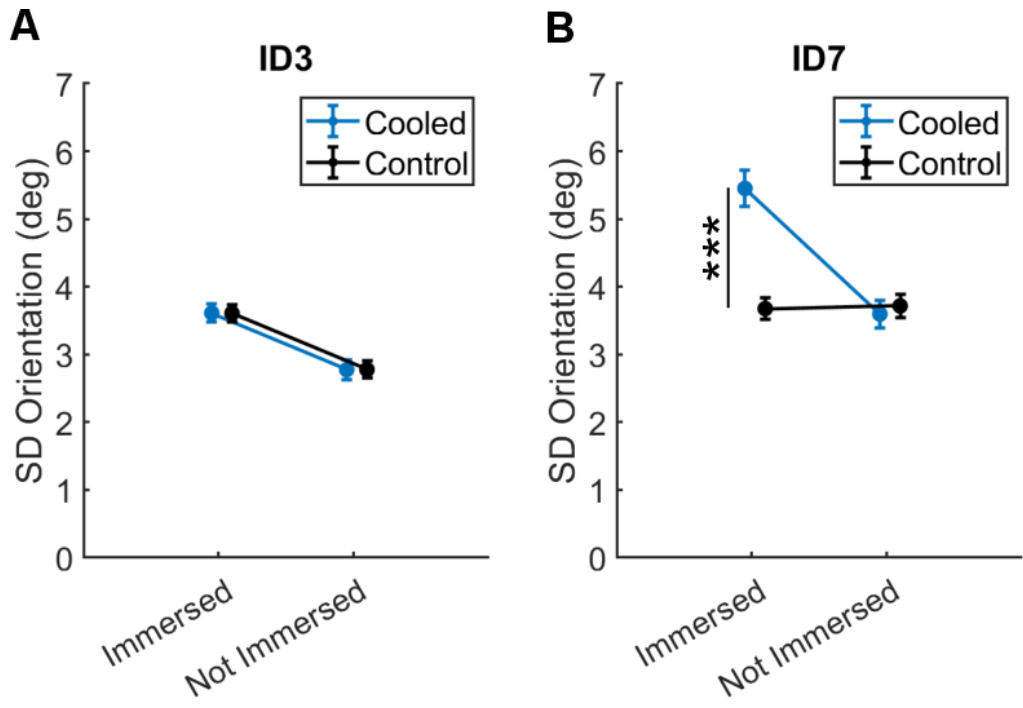 A
ID3
7
6
5
4
3
2
1
0
SD Orientation (deg)
Cooled
Control
Immersed
Not Immersed
B
ID7
7
6
5
4
3
2
1
0
SD Orientation (deg)
Cooled
Control
***
Immersed
Not Immersed